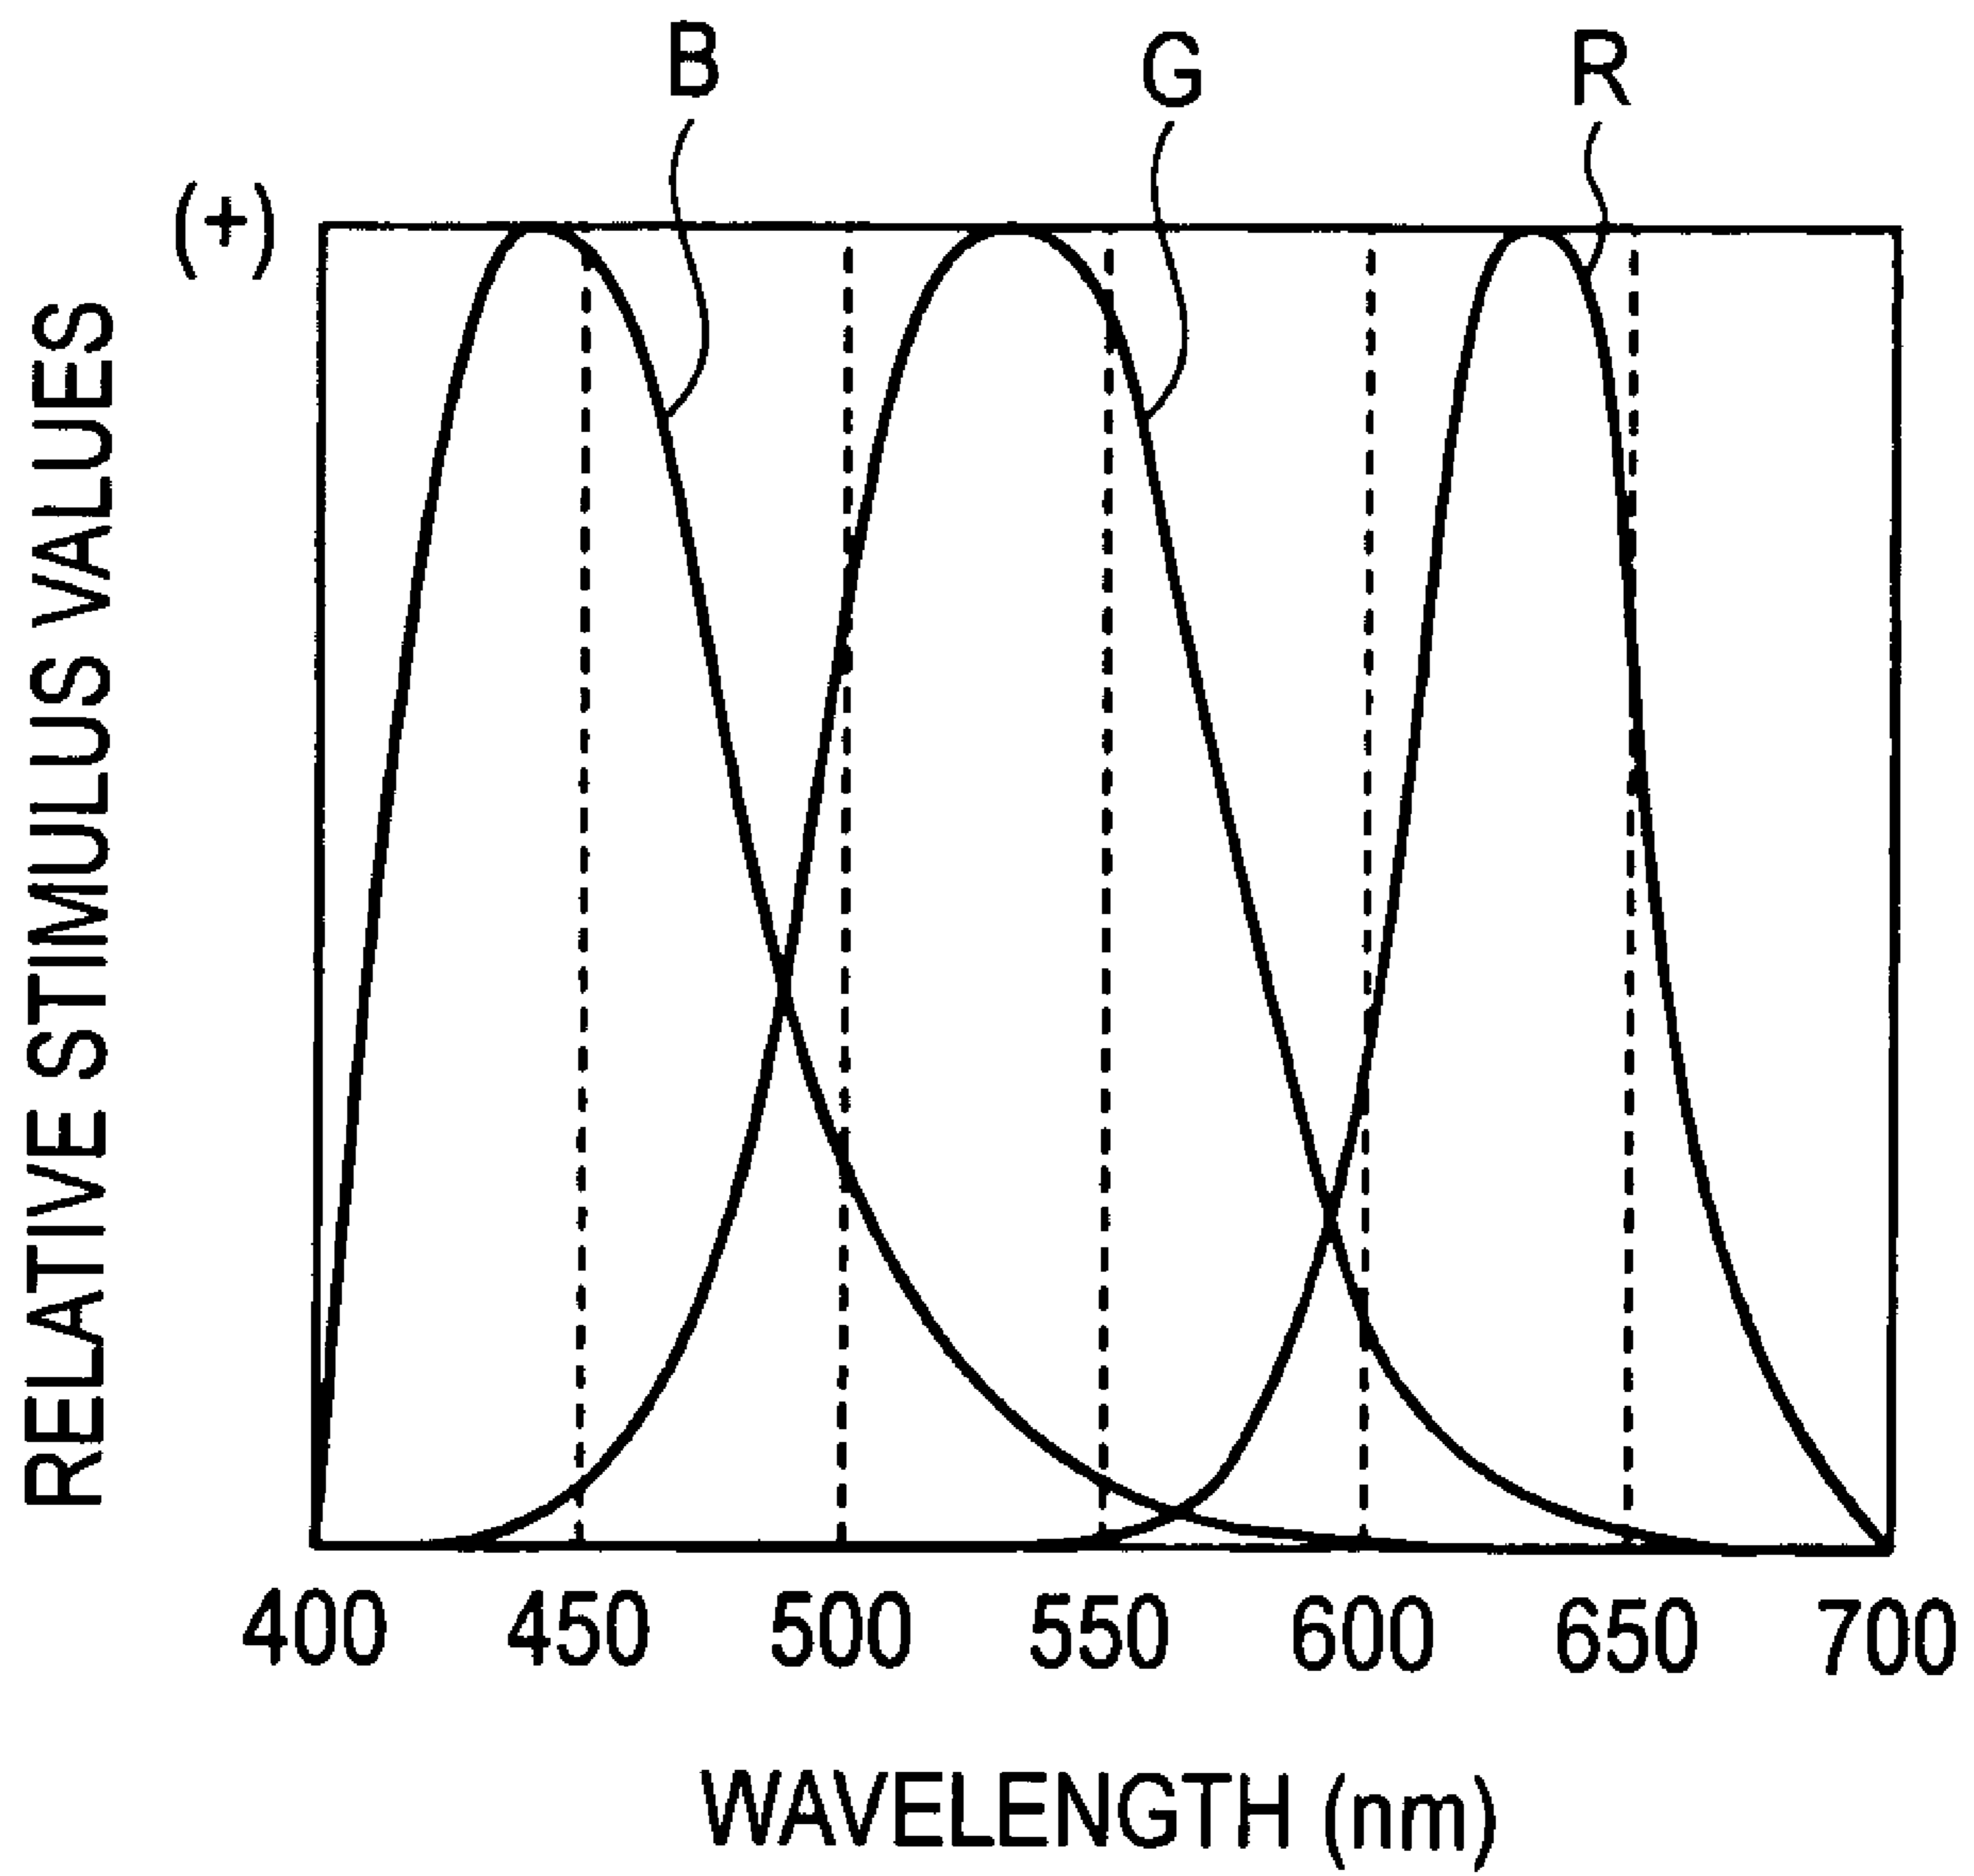 B G R
(+)
RELATIVE STIMULUS VALUES
400 450 500 550 600 650 700
WAVELENGTH (nm)